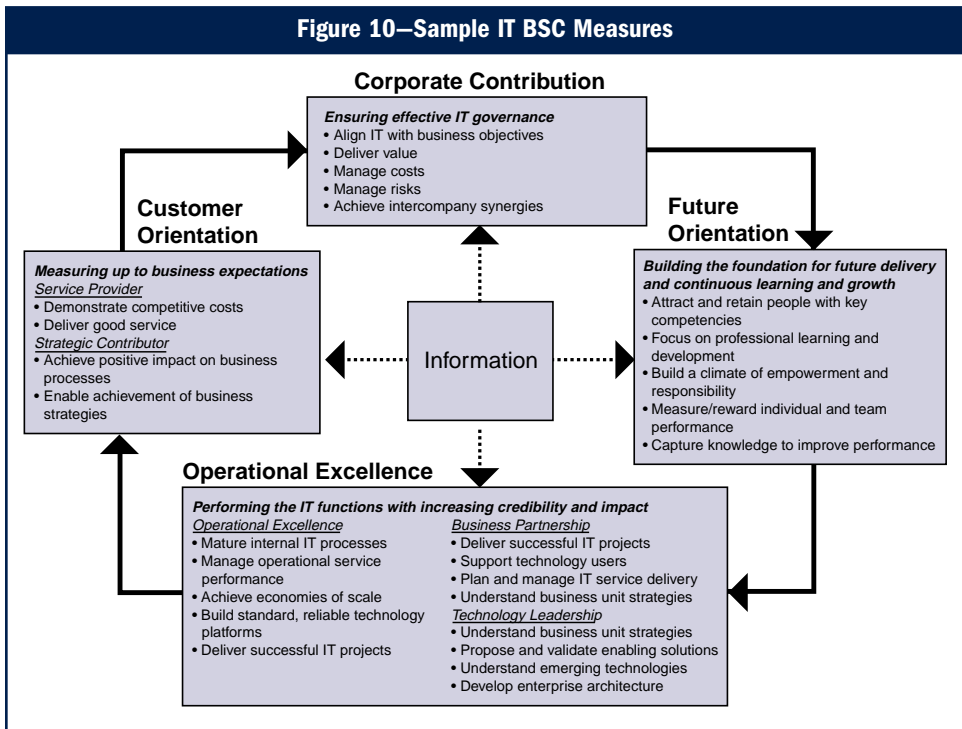 Figure 10—Sample IT BSC Measures
Corporate Contribution
Ensuring effective IT governance
• Align IT with business objectives
• Deliver value
• Manage costs
• Manage risks
• Achieve intercompany synergies
Customer
Orientation
Measuring up to business expectations
Service Provider
• Demonstrate competitive costs
• Deliver good service
Strategic Contributor
• Achieve positive impact on business
processes
• Enable achievement of business
strategies
Information
Future
Orientation
Building the foundation for future delivery
and continuous learning and growth
• Attract and retain people with key
competencies
• Focus on professional learning and
development
• Build a climate of empowerment and
responsibility
• Measure/reward individual and team
performance
• Capture knowledge to improve performance
Operational Excellence
Performing the IT functions with increasing credibility and impact
Operational Excellence
• Mature internal IT processes
• Manage operational service
performance
• Achieve economies of scale
• Build standard, reliable technology
platforms
• Deliver successful IT projects
Business Partnership
• Deliver successful IT projects
• Support technology users
• Plan and manage IT service delivery
• Understand business unit strategies
Technology Leadership
• Understand business unit strategies
• Propose and validate enabling solutions
• Understand emerging technologies
• Develop enterprise architecture